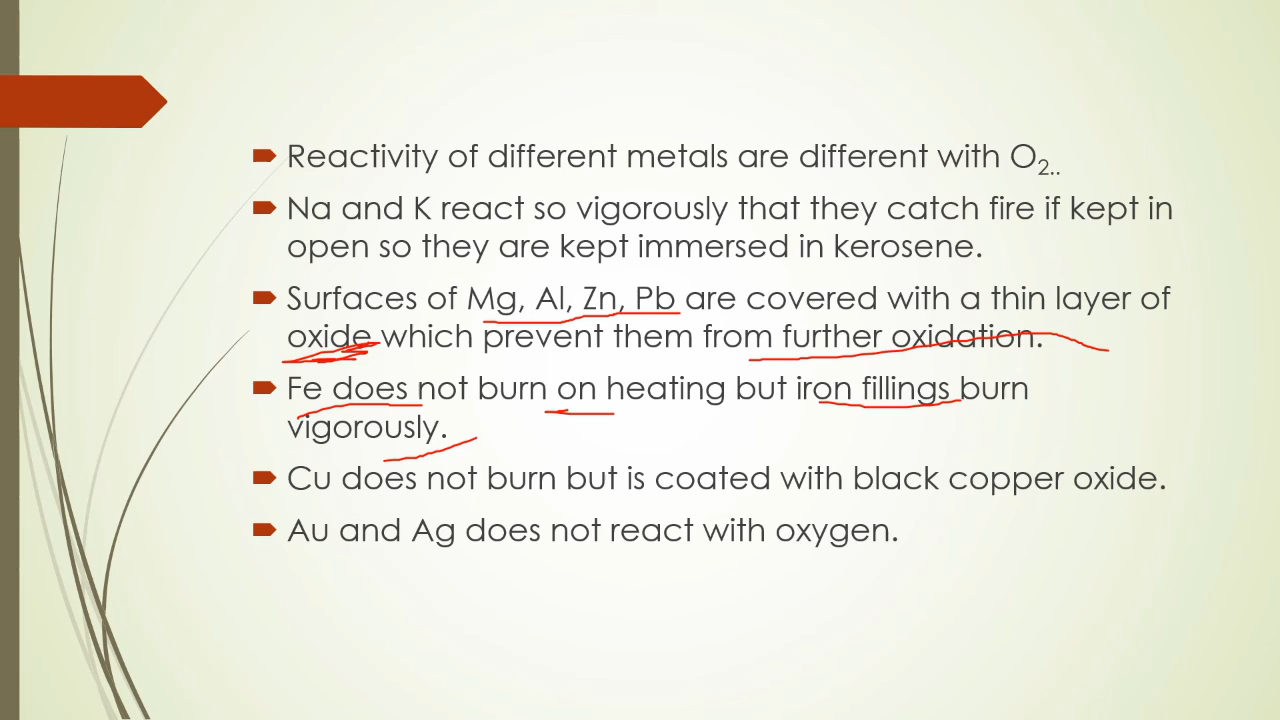 Reactivity of different metals are different with O2..
Na and K react so vigorously that they catch fire if kept in
open so they are kept immersed in kerosene.
Surfaces of Mg, Al, Zn, Pb are covered with a thin layer of
oxide which prevent them from further oxidation.
Fe does not burn on heating but iron fillings burn
vigorously.
Cu does not burn but is coated with black copper oxide.
Au and Ag does not react with oxygen.